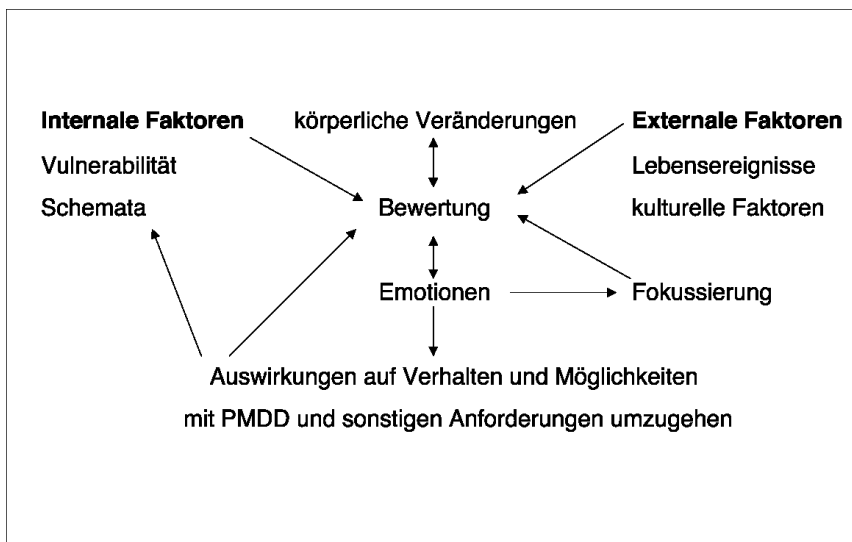 Internale Faktoren
körperliche Veränderungen
Externale Faktoren
Vulnerabilität
Lebensereignisse
Schemata
Bewertung
kulturelle Faktoren
Emotionen
Fokussierung
Auswirkungen auf Verhalten und Möglichkeiten
mit PMDD und sonstigen Anforderungen umzugehen